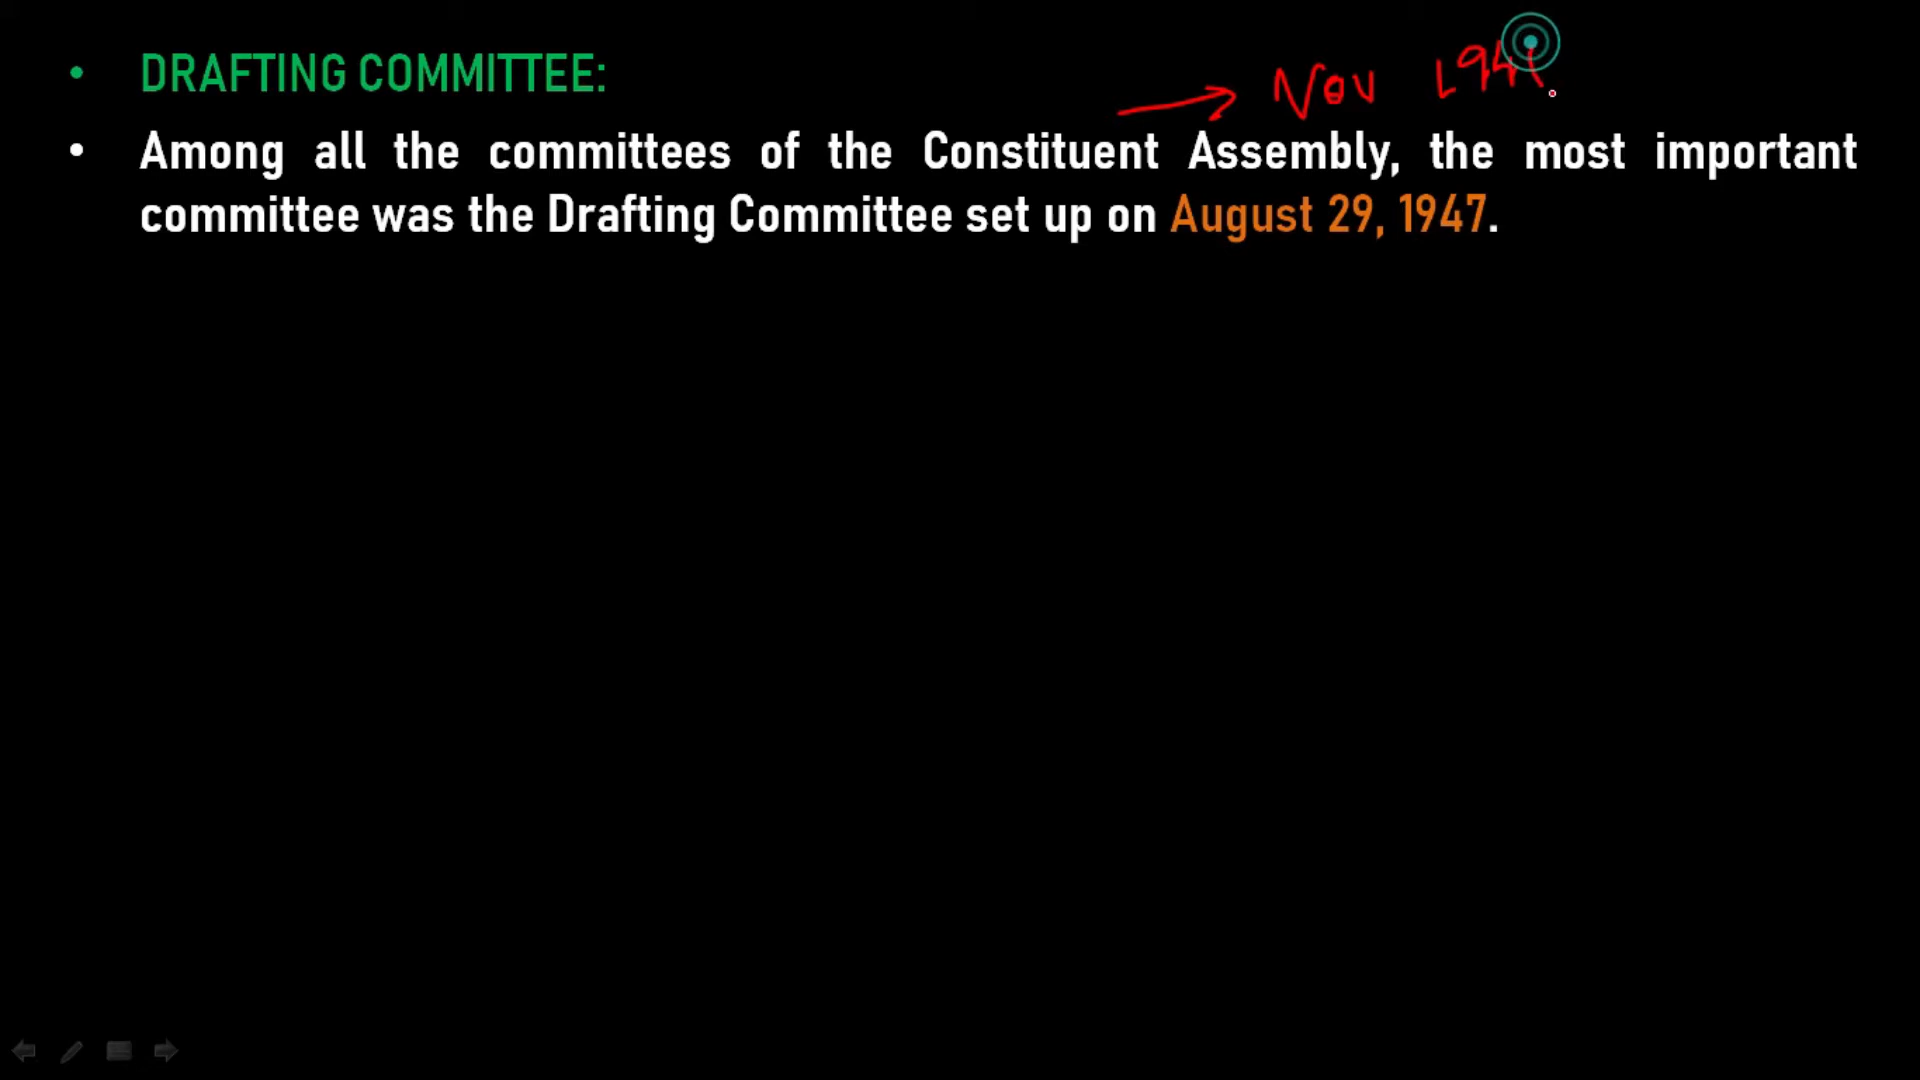 • DRAFTING COMMITTEE:
Nov
• Among all the committees of the Constituent Assembly, the most important
committee was the Drafting Committee set up on August 29, 1947.